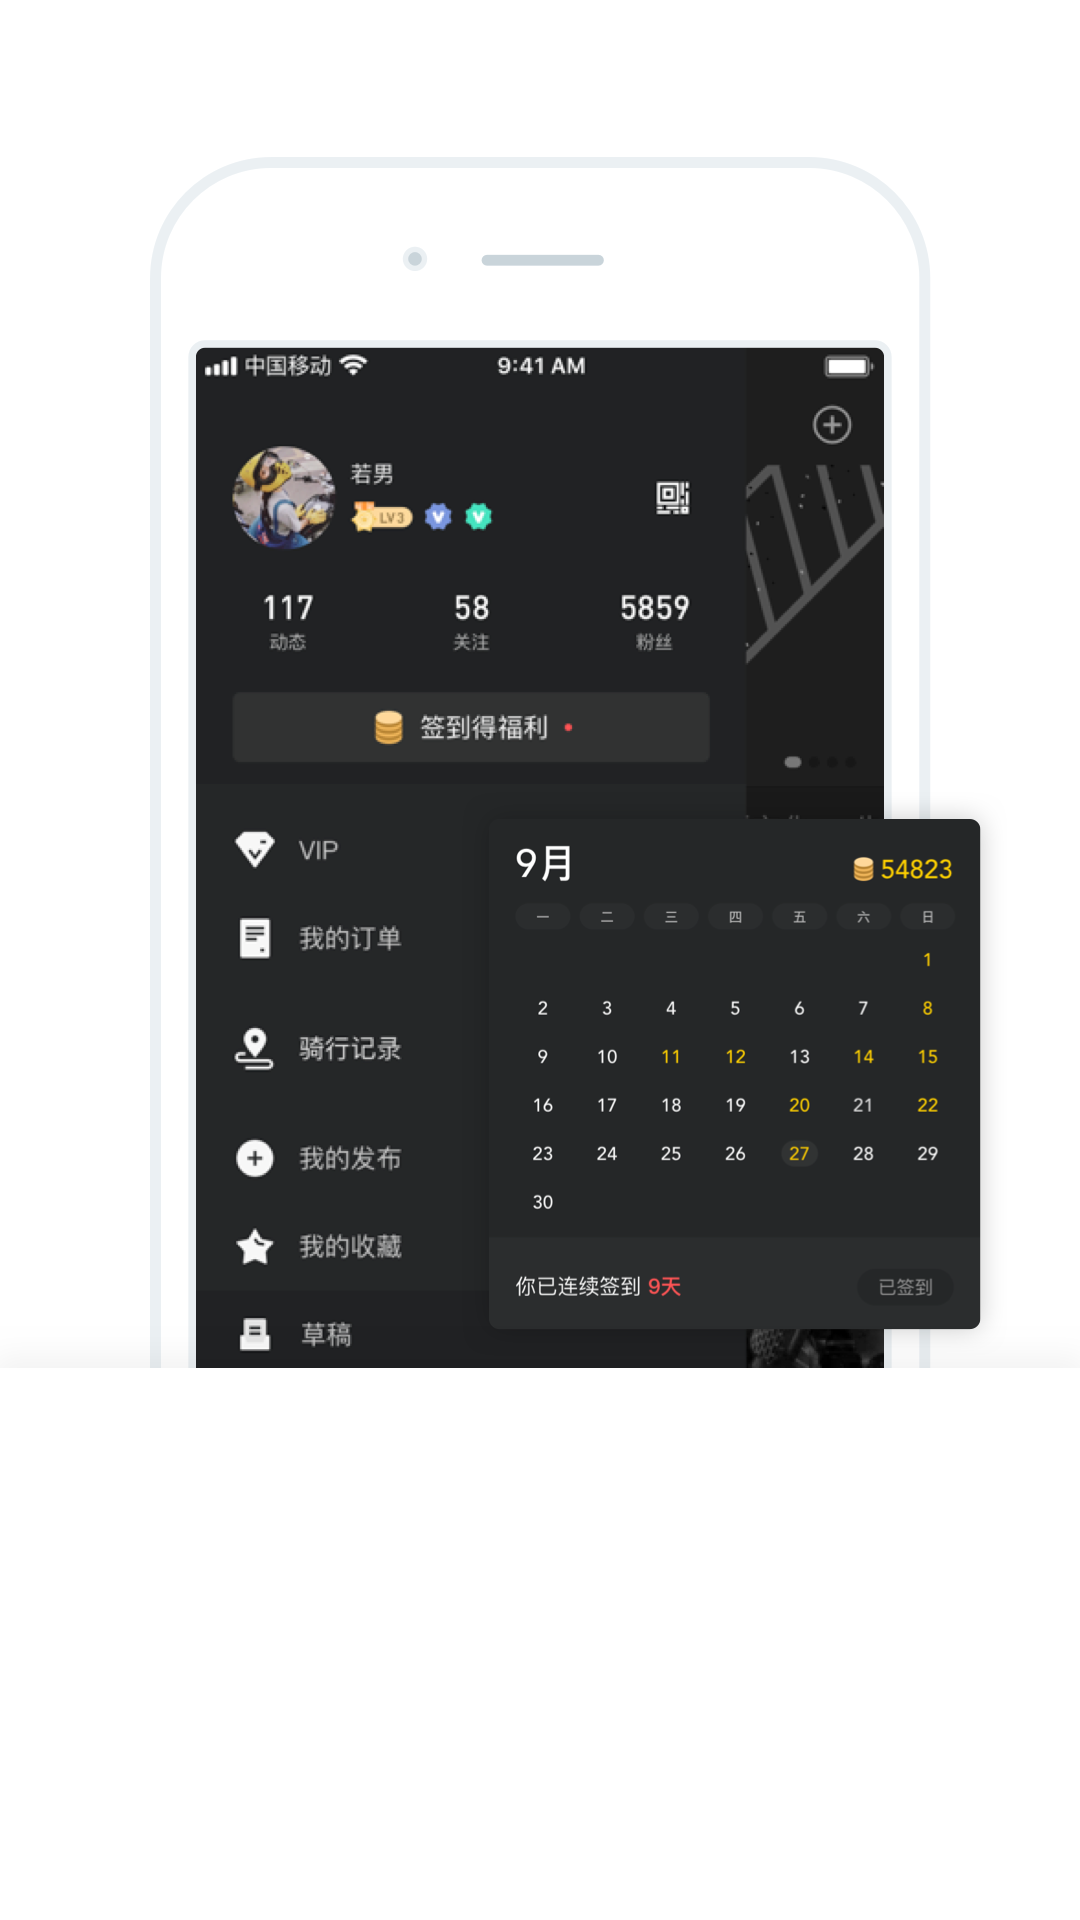 中国移动 9:41 AM
若男
LV3
117 58 5859
动态 关注 粉丝
签到得福利
VIP
我的订单
骑行记录
我的发布
我的收藏
草稿
9月 54823
一 二 三 四 五 六 日
1
2 3 4 5 6 7 8
9 10 11 12 13 14 15
16 17 18 19 20 21 22
23 24 25 26 27 28 29
30
你已连续签到 9天 已签到